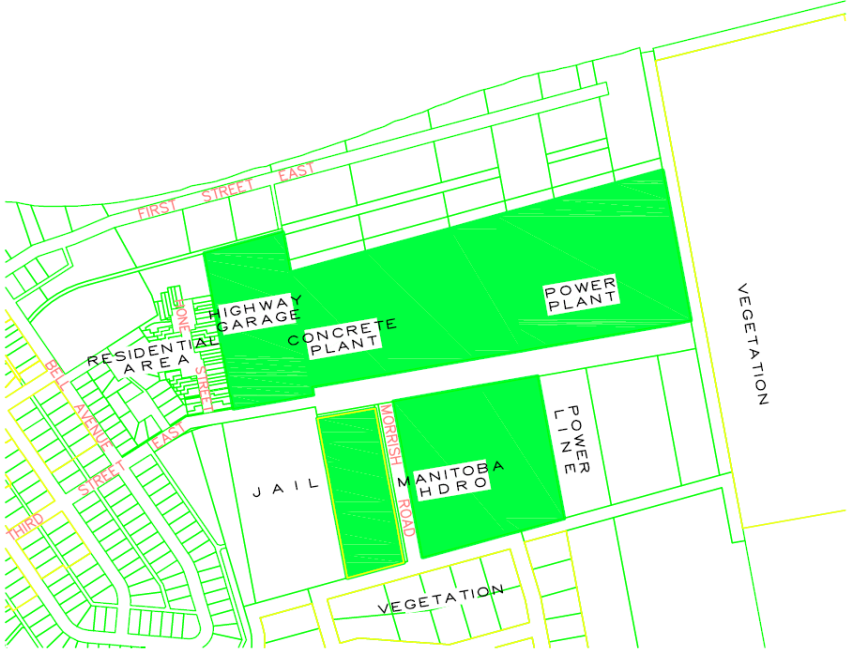 FIRST STREET EAST
HIGHWAY
GARAGE
POWER
PLANT
CONCRETE
PLANT
VEGETATION
RESIDENTIAL
AREA
STREET
BELL AVENUE
THIRD STREET EAST
JAIL
MORRISH ROAD
MANITOBA
HDRO
POWER
LINE
VEGETATION